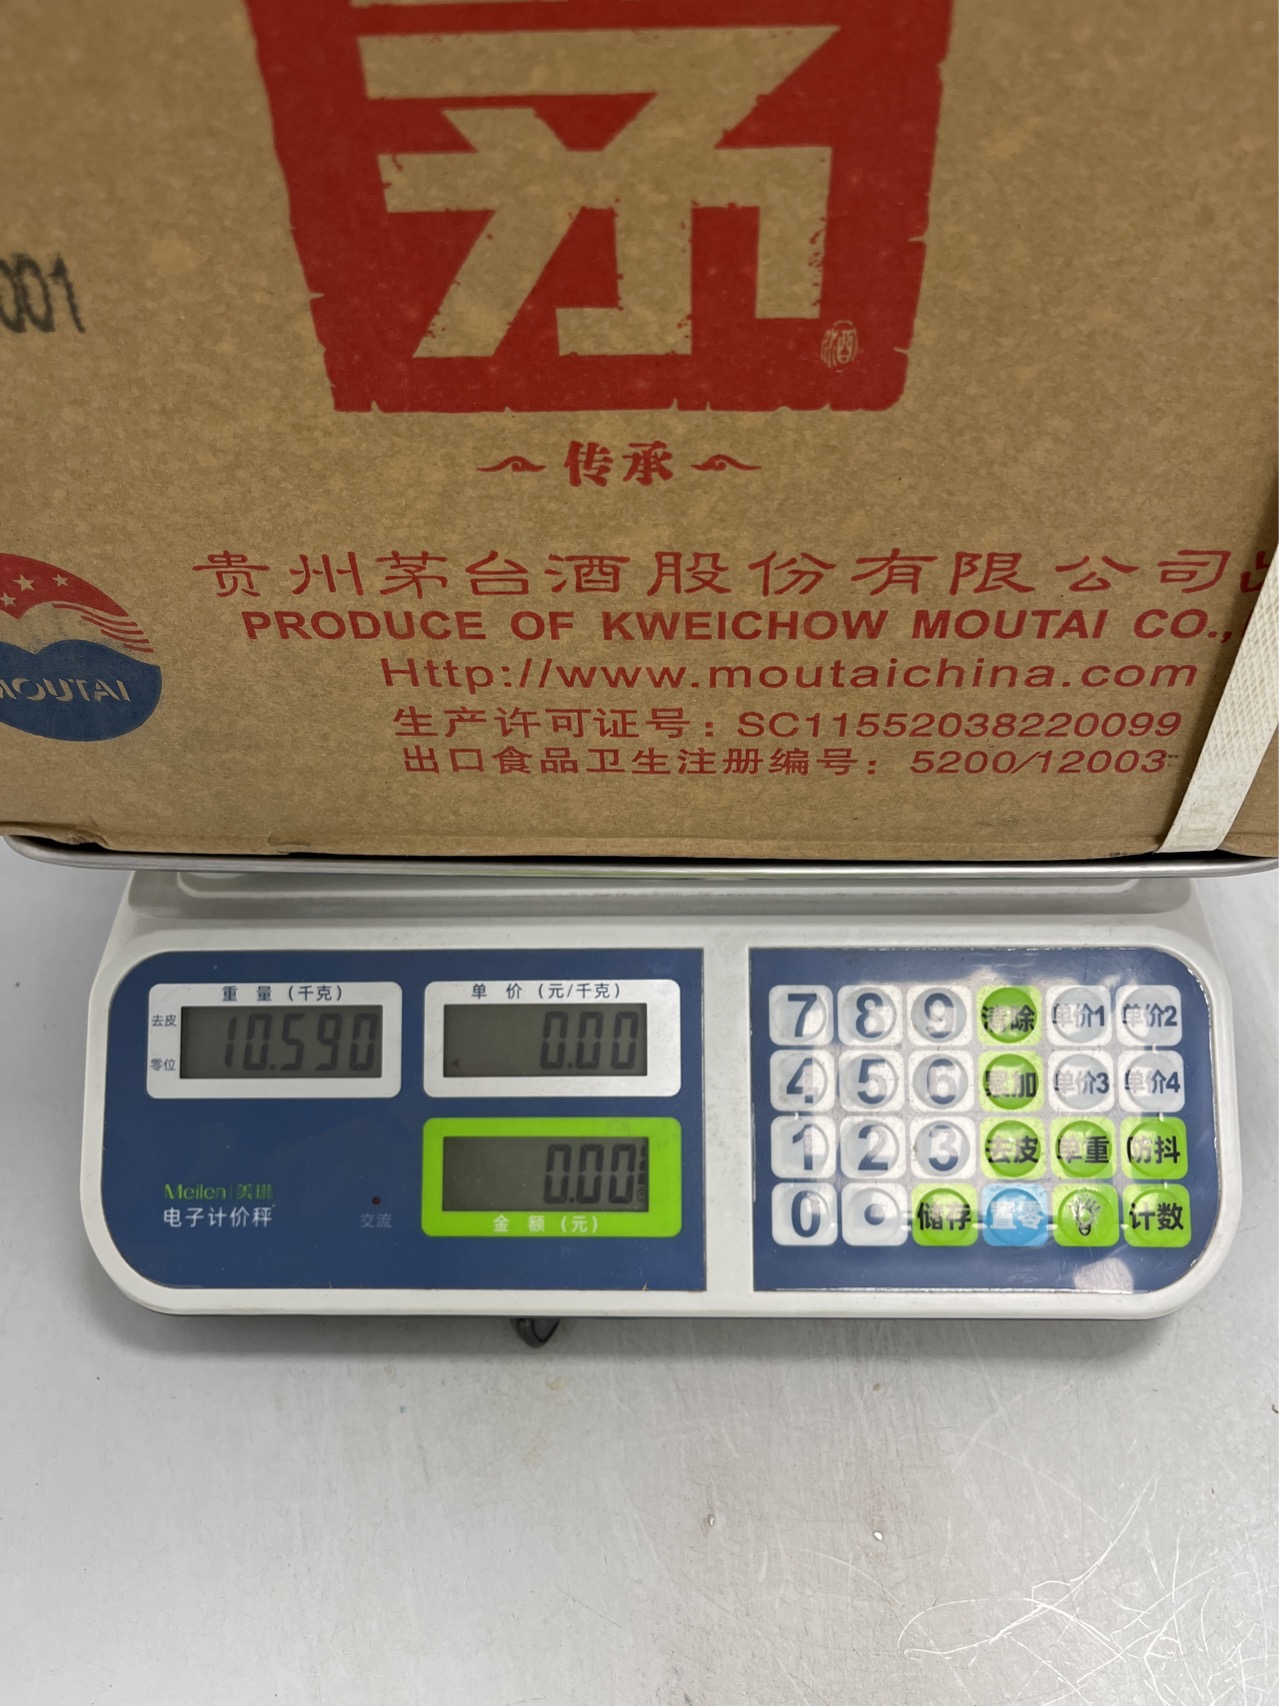 茅
酒
001
传承
贵州茅台酒股份有限公司
PRODUCE OF KWEICHOW MOUTAI CO.,
MOUTAI
Http://www.moutaichina.com
生产许可证号：SC11552038220099
出口食品卫生注册编号：5200/12003
重量(千克) 单价(元/千克)
去皮
10.590 0.00
零位
0.00
金额(元)
Meilen|美琳
电子计价秤
交流
7 8 9 清除 单价1 单价2
4 5 6 累加 单价3 单价4
1 2 3 去皮 单重 防抖
0 . 储存 置零 计数